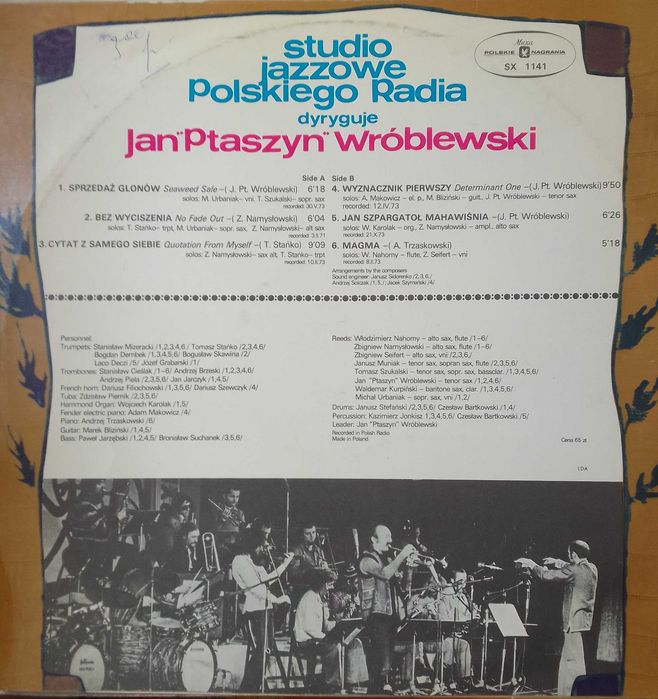 studio
jazzowe
Polskiego Radia
dyryguje
Jan "Ptaszyn" Wróblewski
Muza
POLSKIE NAGRANIA
SX 1141
Side A
1. SPRZEDAŻ GLONÓW Seaweed Sale –( J. Pt. Wróblewski) 6'18
solos: M. Urbaniak– vni, T. Szukalski– sopr. sax
recorded: 30.V.73
2. BEZ WYCISZENIA No Fade Out –( Z. Namysłowski) 6'04
solos: T. Stańko– trpt, M. Urbaniak– sopr. sax, Z. Namysłowski– alt sax
recorded: 3.II.71
3. CYTAT Z SAMEGO SIEBIE Quotation From Myself –( T. Stańko) 9'09
solos: Z. Namysłowski– sax alt, T. Stańko– trpt
recorded: 10.II.73
Side B
4. WYZNACZNIK PIERWSZY Determinant One –( J. Pt. Wróblewski) 9'50
solos: A. Makowicz – el. p., M. Bliziński – guit., J. Pt. Wróblewski – tenor sax
recorded: 12.IV.73
5. JAN SZPARGATOŁ MAHAWIŚNIA –(J. Pt. Wróblewski) 6'26
solos: W. Karolak – org., Z. Namysłowski – ampl., alto sax
recorded: 21.X.73
6. MAGMA – ( A. Trzaskowski) 5'18
solos: W. Nahorny – flute, Z. Seifert – vni
recorded: 8.II.73
Arrangements by the composers
Sound engineer: Janusz Sidorenko /2,3,6,/
Andrzej Solczak /1,5,/, Jacek Szymański /4/
Personnel:
Trumpets: Stanisław Mizeracki /1,2,3,4,6 / Tomasz Stańko /2,3,4,6/
Bogdan Dembek /1,3,4,5,6/ Bogusław Skawina /2/
Laco Deczi /5/ Józef Grabarski /1/
Trombones: Stanisław Cieślak /1–6/ Andrzej Brzeski /1,2,3,4,6/
Andrzej Piela /2,3,5,6/ Jan Jarczyk /1,4,5/
French horn: Dariusz Filiochowski /1,3,5,6/ Dariusz Szewczyk /4/
Tuba: Zdzisław Piernik /2,3,5,6/
Hammond Organ: Wojciech Karolak /1,5/
Fender electric piano: Adam Makowicz /4/
Piano: Andrzej Trzaskowski /6/
Guitar: Marek Bliziński /1,4,5/
Bass: Paweł Jarzębski /1,2,4,5/ Bronisław Suchanek /3,5,6/
Reeds: Włodzimierz Nahorny – alto sax, flute /1–6/
Zbigniew Namysłowski – alto sax, flute /1–6/
Zbigniew Seifert – alto sax, vni /2,3,6,/
Janusz Muniak – tenor sax, sopran sax, flute /2,3,6/
Tomasz Szukalski – tenor sax, sopr. sax, bassclar. /1,3,4,5,6/
Jan "Ptaszyn" Wróblewski – tenor sax /1,2,4,6/
Waldemar Kurpiński – baritone sax, clar. /1,3,4,5,6/
Michał Urbaniak – sopr. sax, vni /1,2/
Drums: Janusz Stefański /2,3,5,6/ Czesław Bartkowski /1,4/
Percussion: Kazimierz Jonkisz 1,3,4,5,6/ Czesław Bartkowski /5/
Leader: Jan "Ptaszyn" Wróblewski
Recorded in Polish Radio
Made in Poland
Cena 65 zł
LDA